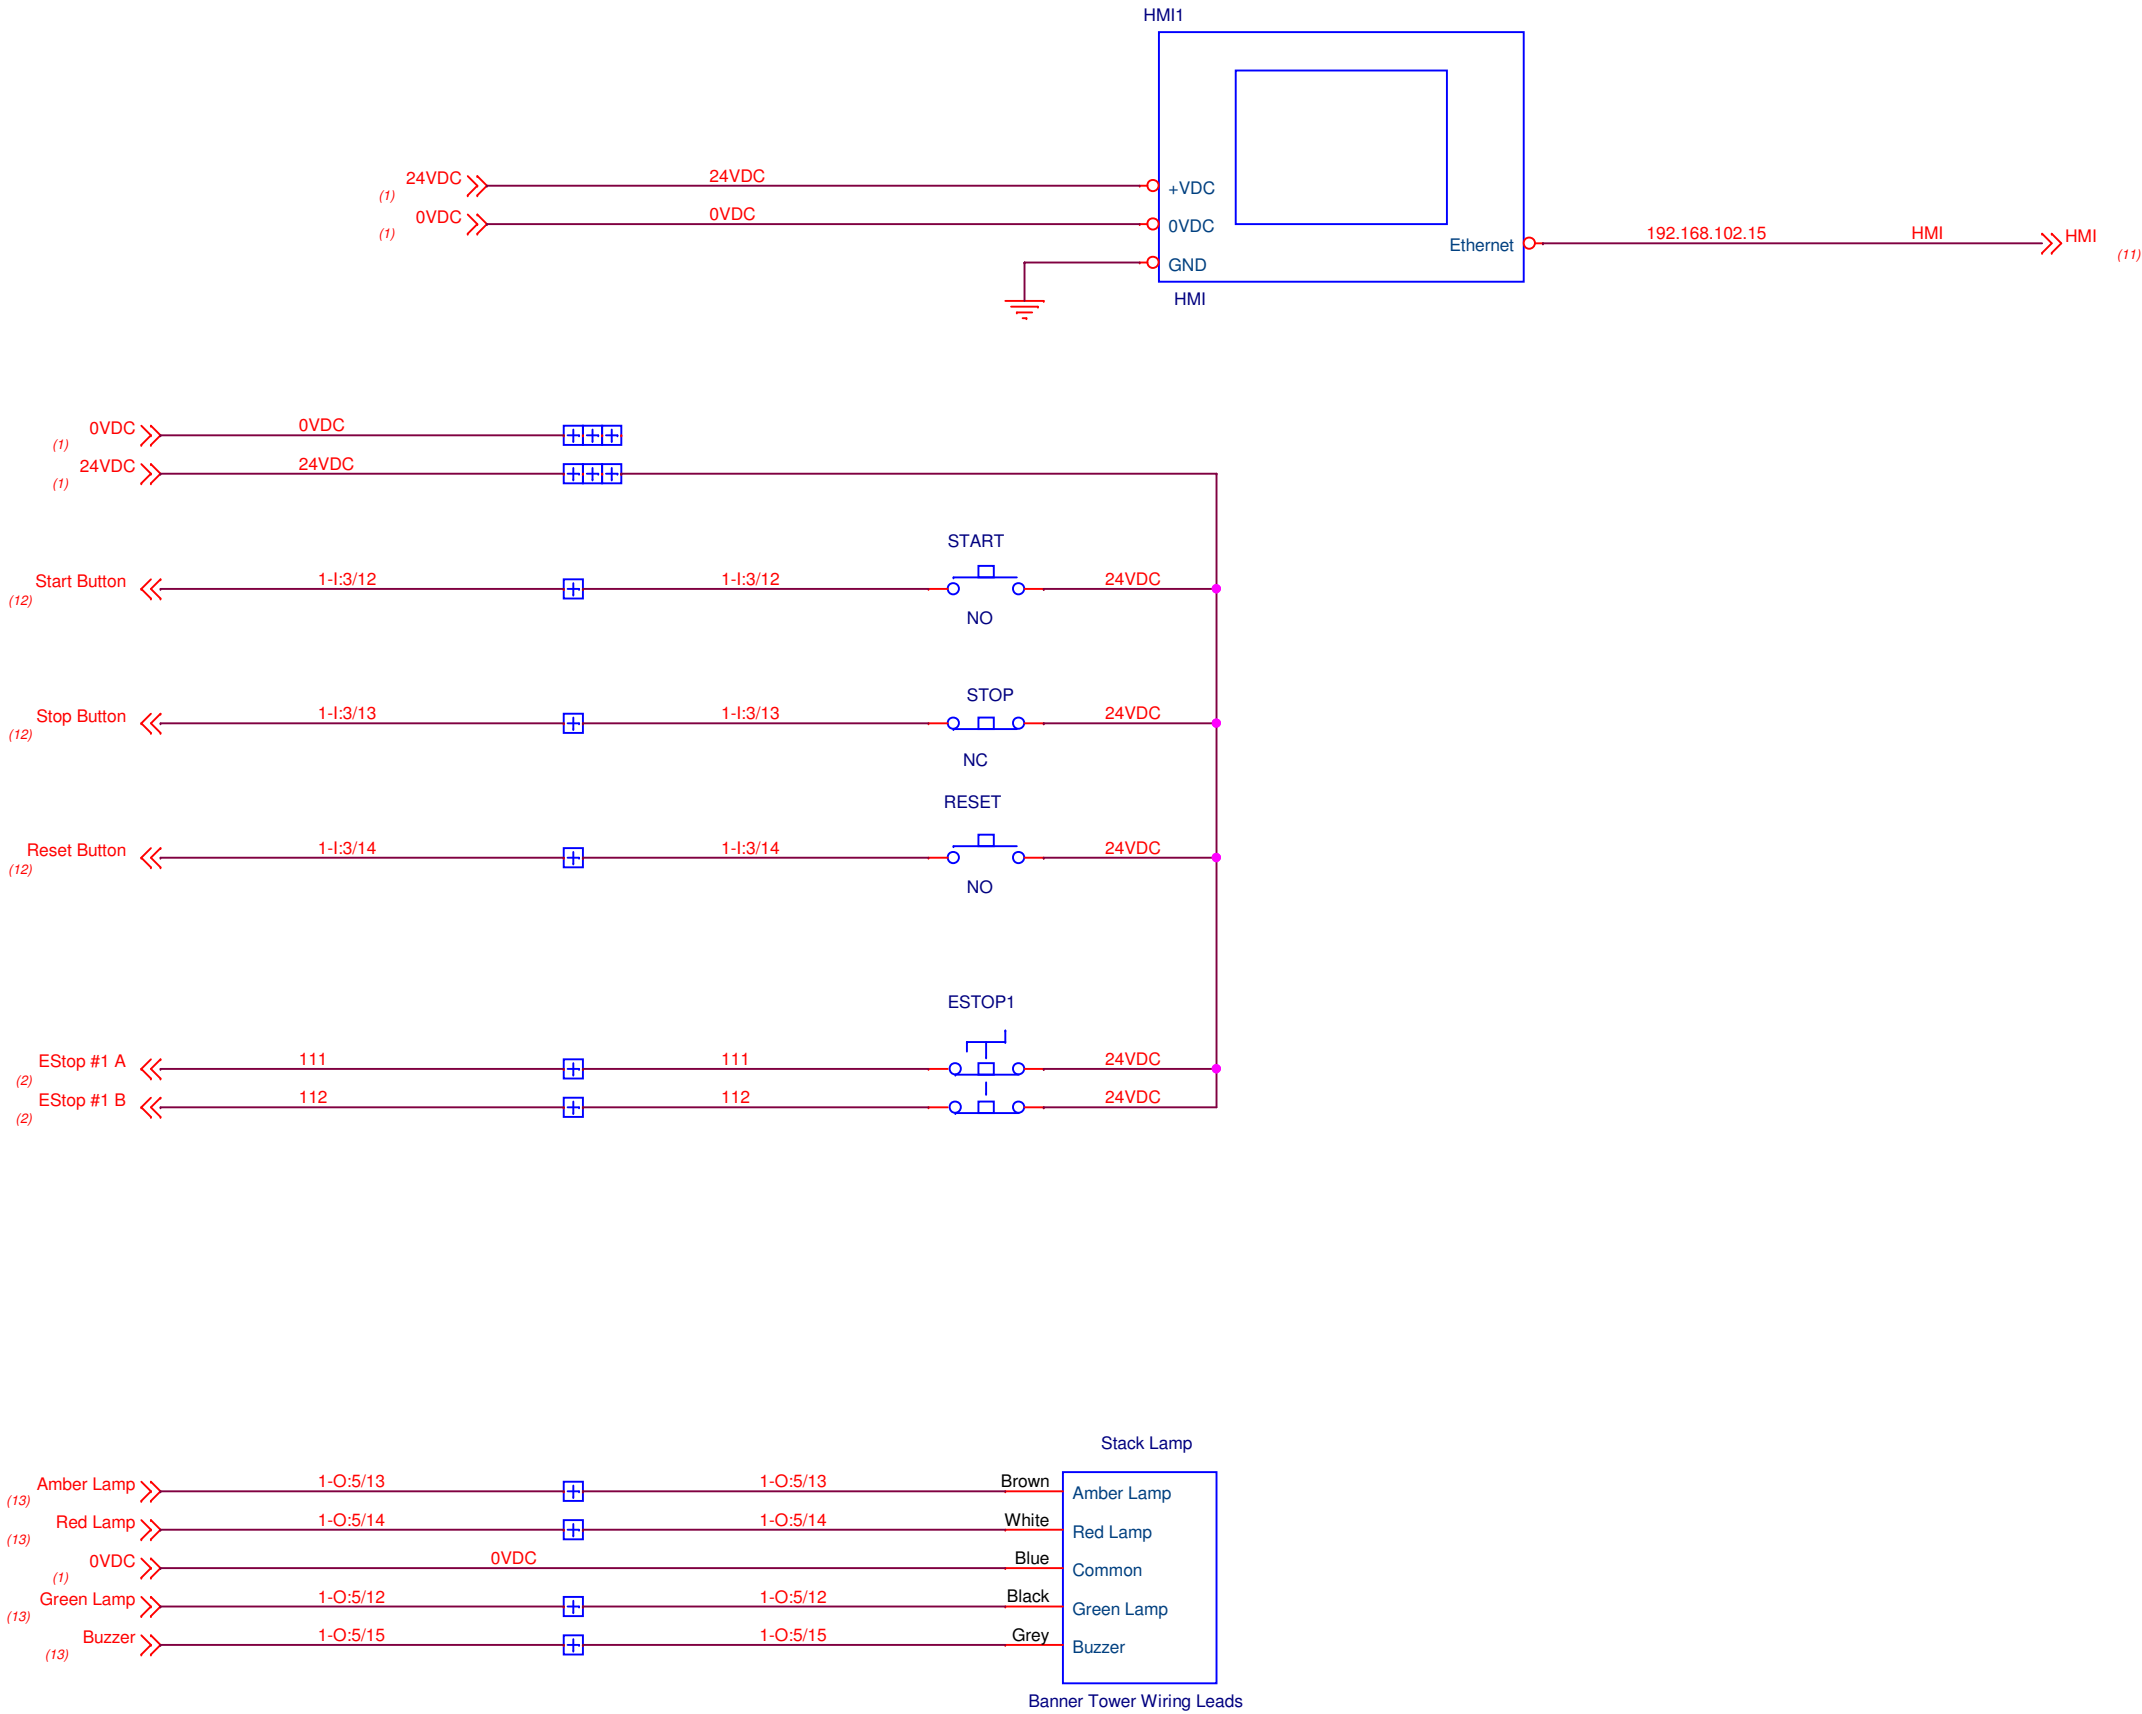 HMI1
24VDC 24VDC
(1) +VDC
0VDC 0VDC
(1) 0VDC
Ethernet 192.168.102.15 HMI HMI
(11)
GND
HMI
0VDC 0VDC
(1)
24VDC 24VDC
(1)
START
Start Button 1-I:3/12 1-I:3/12 24VDC
(12)
NO
STOP
Stop Button 1-I:3/13 1-I:3/13 24VDC
(12)
NC
RESET
Reset Button 1-I:3/14 1-I:3/14 24VDC
(12)
NO
ESTOP1
EStop #1 A 111 111 24VDC
(2)
EStop #1 B 112 112 24VDC
(2)
Stack Lamp
Amber Lamp 1-O:5/13 1-O:5/13 Brown Amber Lamp
(13)
Red Lamp 1-O:5/14 1-O:5/14 White Red Lamp
(13)
0VDC 0VDC Blue Common
(1)
Green Lamp 1-O:5/12 1-O:5/12 Black Green Lamp
(13)
Buzzer 1-O:5/15 1-O:5/15 Grey Buzzer
(13)
Banner Tower Wiring Leads